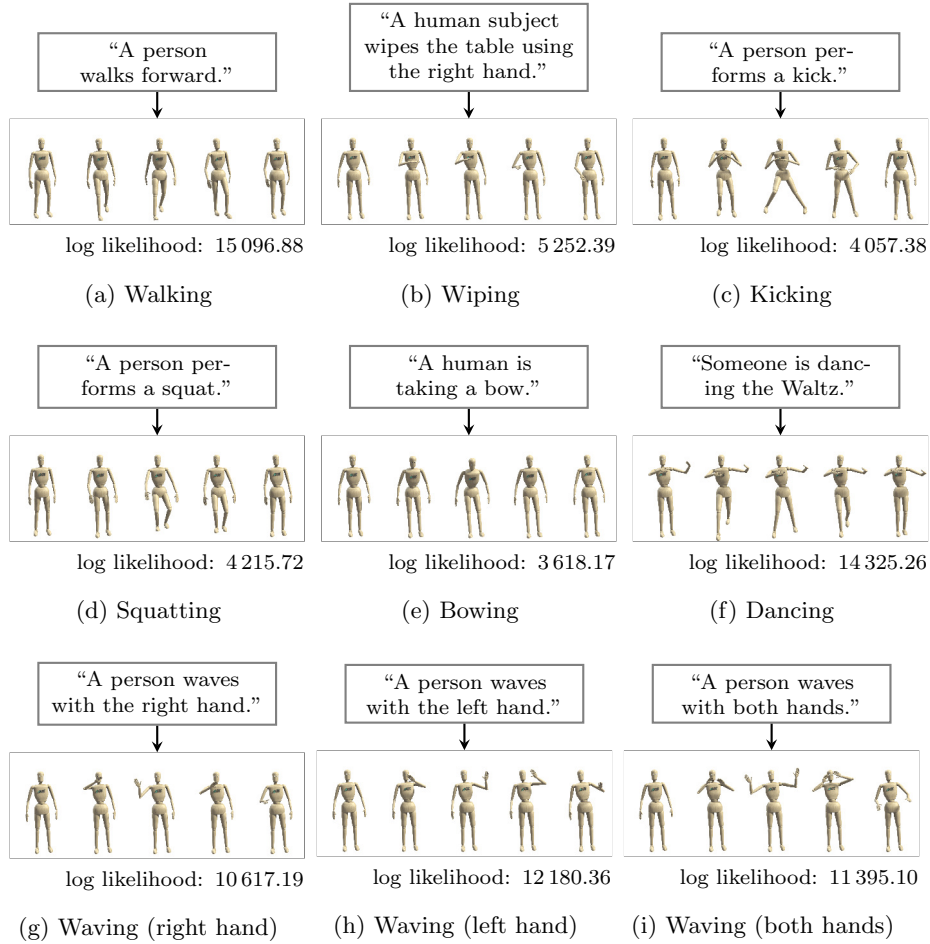 “A person
walks forward.”
“A human subject
wipes the table using
the right hand.”
“A person per-
forms a kick.”
log likelihood: 15 096.88
log likelihood: 5 252.39
log likelihood: 4 057.38
(a) Walking
(b) Wiping
(c) Kicking
“A person per-
forms a squat.”
“A human is
taking a bow.”
“Someone is danc-
ing the Waltz.”
log likelihood: 4 215.72
log likelihood: 3 618.17
log likelihood: 14 325.26
(d) Squatting
(e) Bowing
(f) Dancing
“A person waves
with the right hand.”
“A person waves
with the left hand.”
“A person waves
with both hands.”
log likelihood: 10 617.19
log likelihood: 12 180.36
log likelihood: 11 395.10
(g) Waving (right hand)
(h) Waving (left hand)
(i) Waving (both hands)